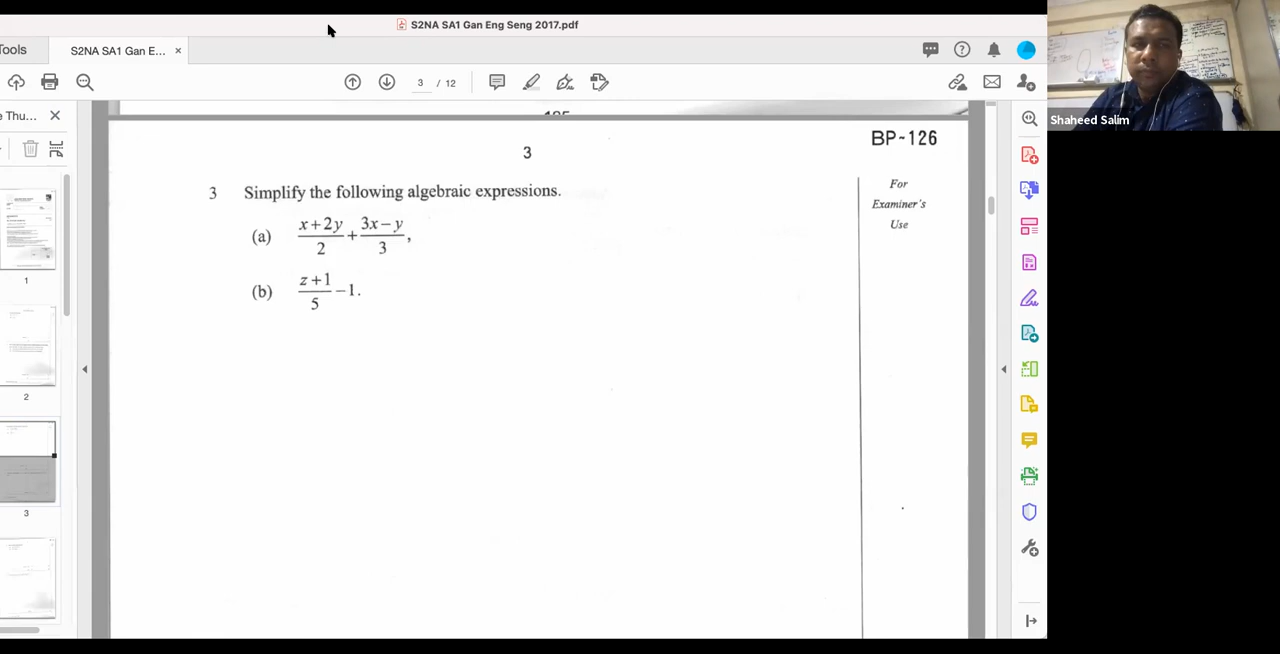 S2NA SA1 Gan Eng Seng 2017.pdf
Tools
S2NA SA1 Gan E... ×
3 / 12
e Thu...
3
BP-126
For
Examiner's
Use
3 Simplify the following algebraic expressions.
(a) (x+2y)/2 + (3x−y)/3,
(b) (z+1)/5 −1.
1
2
3
Shaheed Salim